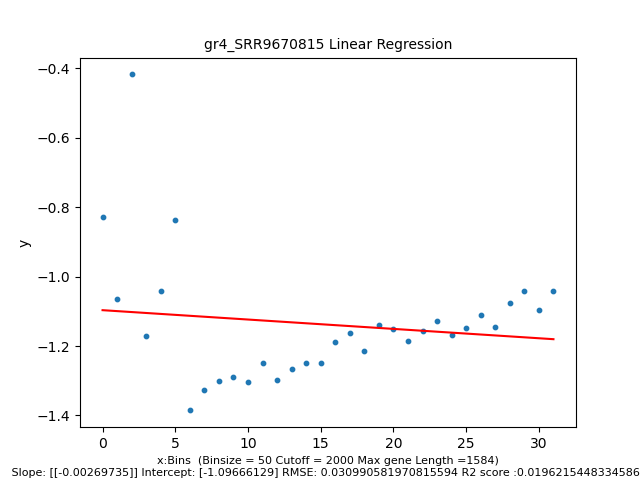 gr4_SRR9670815 Linear Regression
−0.4
−0.6
−0.8
−1.0
−1.2
−1.4
y
0 5 10 15 20 25 30
x:Bins  (Binsize = 50 Cutoff = 2000 Max gene Length =1584)
Slope: [[-0.00269735]] Intercept: [-1.09666129] RMSE: 0.030990581970815594 R2 score :0.0196215448334586